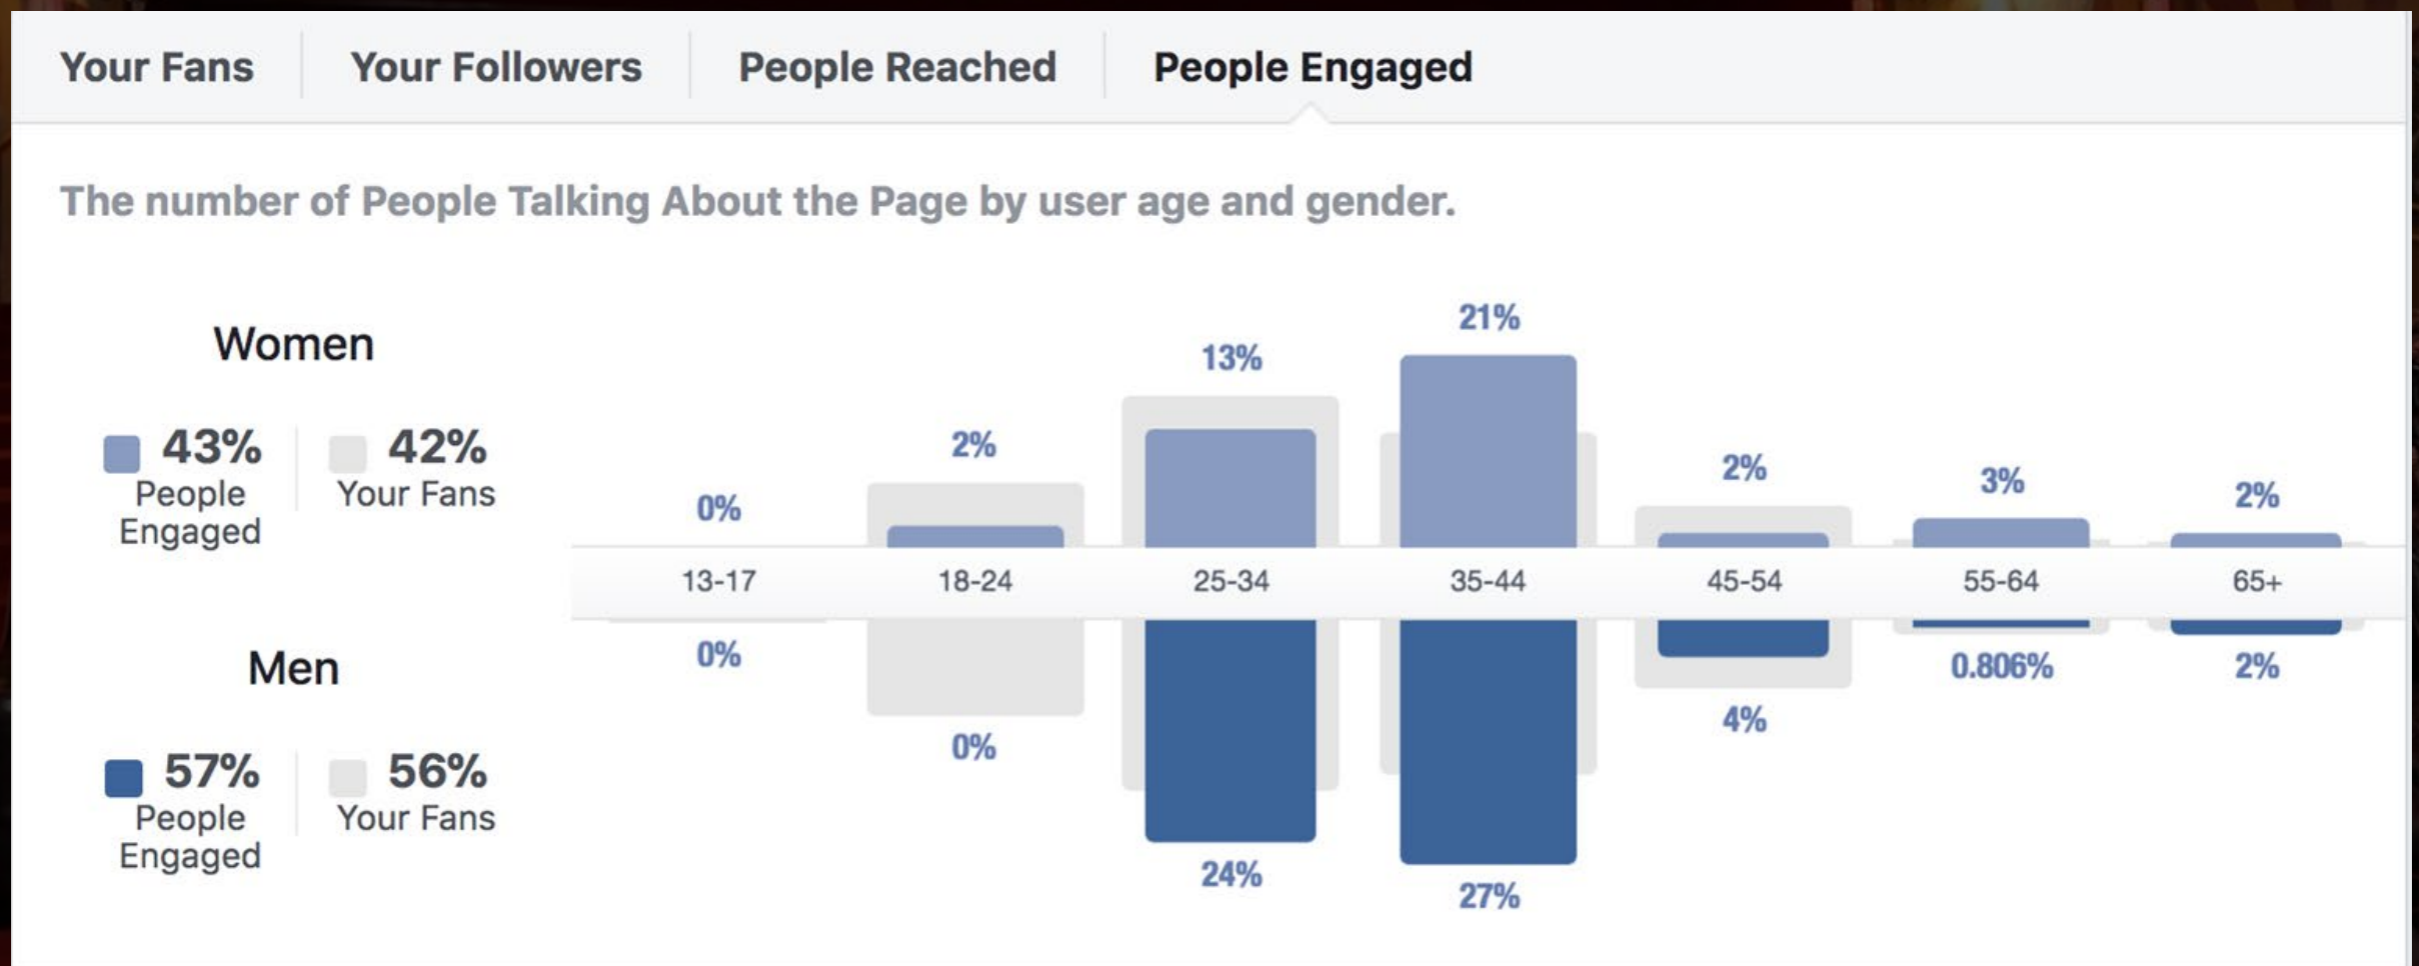 Your Fans
Your Followers
People Reached
People Engaged
The number of People Talking About the Page by user age and gender.
Women
43%
People
Engaged
42%
Your Fans
0%
2%
13%
21%
2%
3%
2%
13-17
18-24
25-34
35-44
45-54
55-64
65+
Men
57%
People
Engaged
56%
Your Fans
0%
0%
24%
27%
4%
0.806%
2%